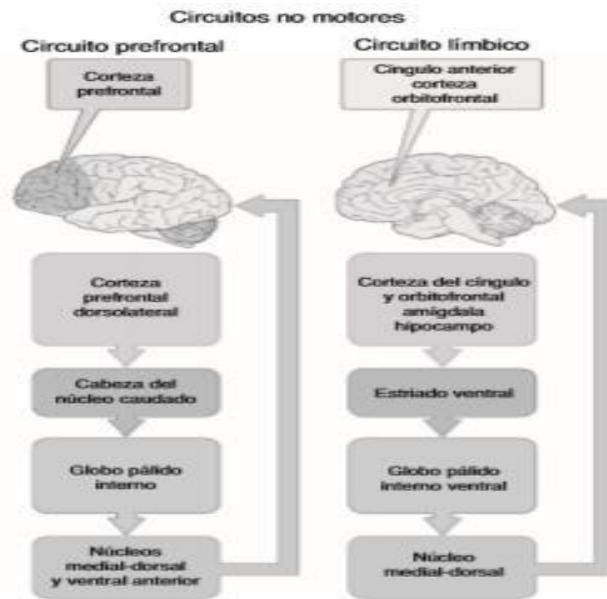 Circuitos no motores
Circuito prefrontal
Corteza
prefrontal
Corteza
prefrontal
dorsolateral
Cabeza del
núcleo caudado
Globo pálido
interno
Núcleos
medial-dorsal
y ventral anterior
Circuito límbico
Cíngulo anterior
corteza
orbitofrontal
Corteza del cíngulo
y orbitofrontal
amígdala
hipocampo
Estriado ventral
Globo pálido
interno ventral
Núcleo
medial-dorsal